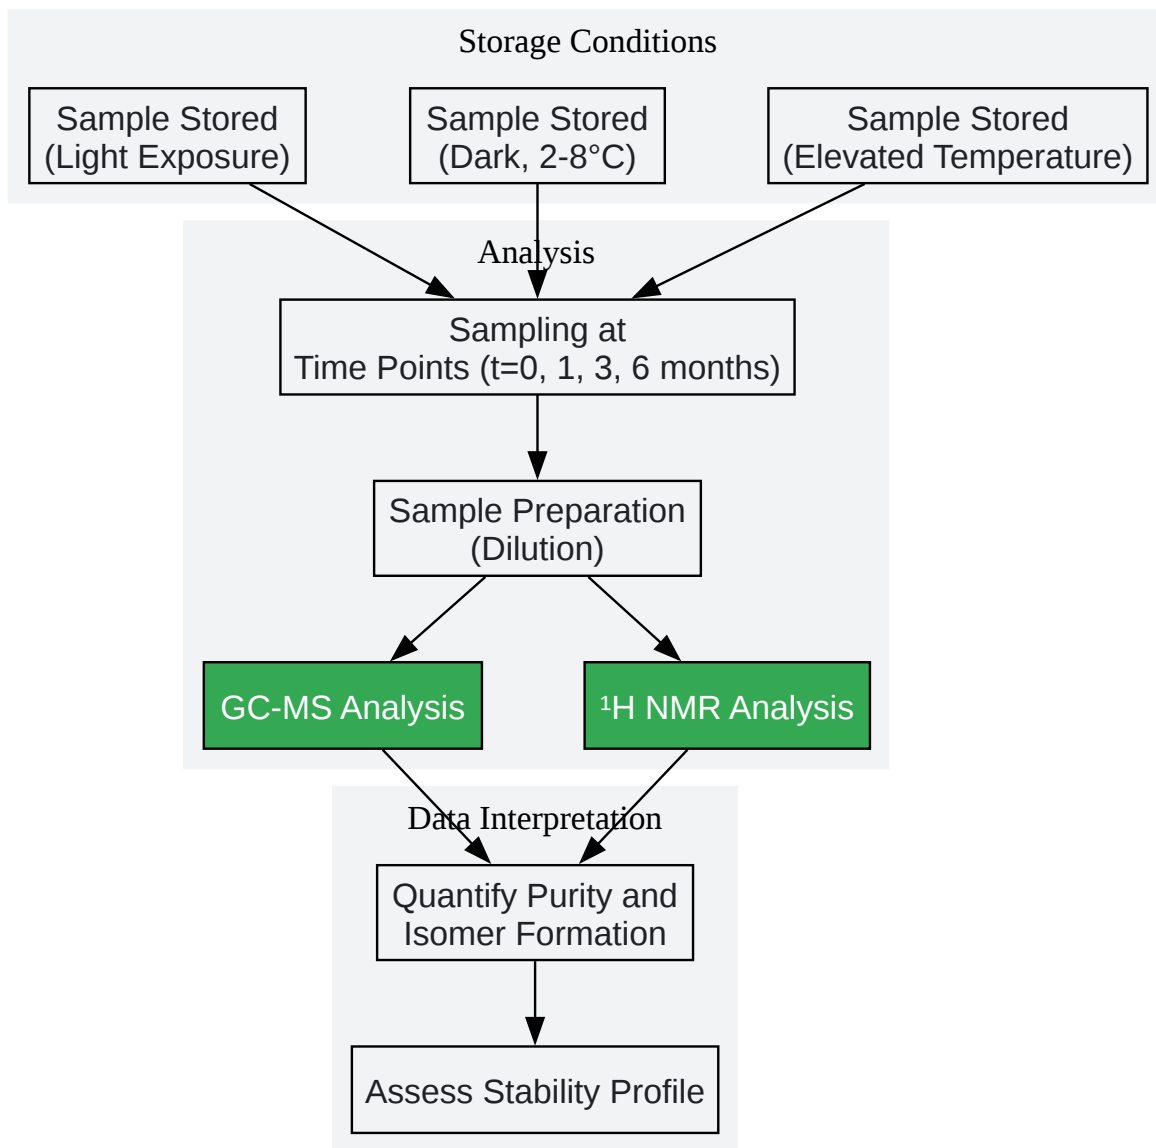 Storage Conditions
Sample Stored
(Light Exposure)
Sample Stored
(Dark, 2-8°C)
Sample Stored
(Elevated Temperature)
Analysis
Sampling at
Time Points (t=0, 1, 3, 6 months)
Sample Preparation
(Dilution)
GC-MS Analysis
¹H NMR Analysis
Data Interpretation
Quantify Purity and
Isomer Formation
Assess Stability Profile